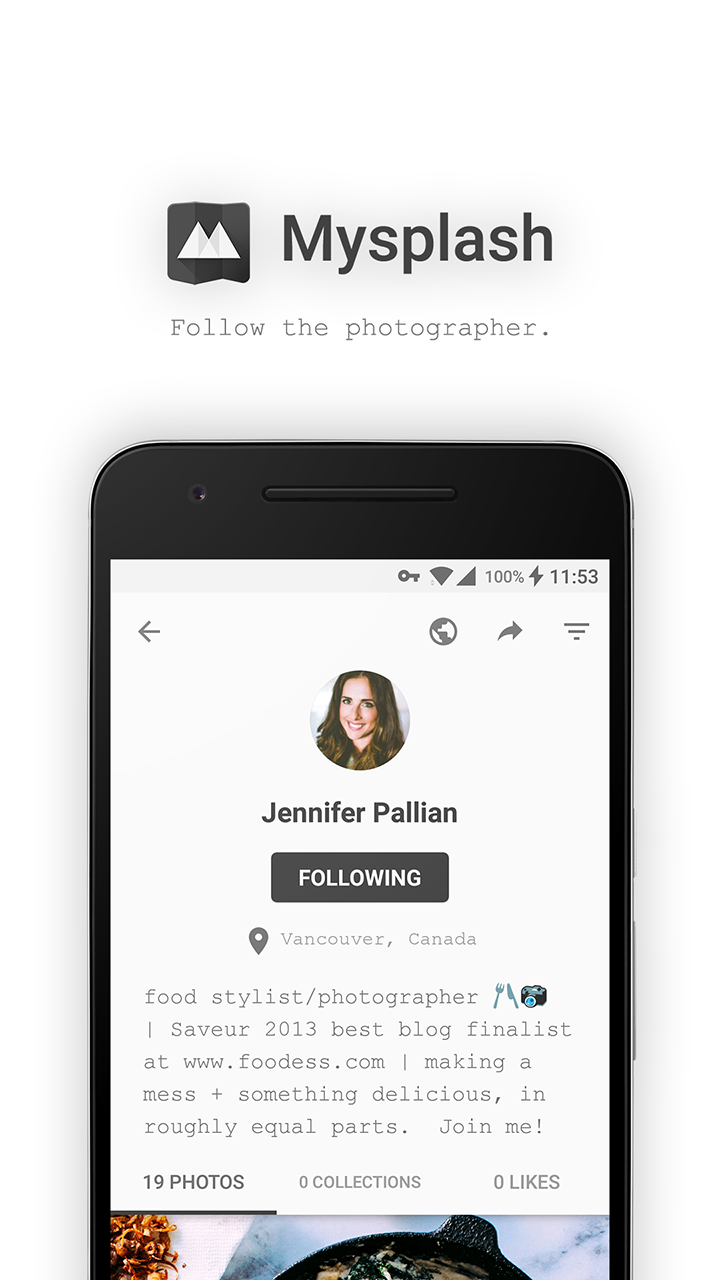 Mysplash
Follow the photographer.
100% 11:53
Jennifer Pallian
FOLLOWING
Vancouver, Canada
food stylist/photographer 🍴📷
| Saveur 2013 best blog finalist
at www.foodess.com | making a
mess + something delicious, in
roughly equal parts.  Join me!
19 PHOTOS 0 COLLECTIONS 0 LIKES